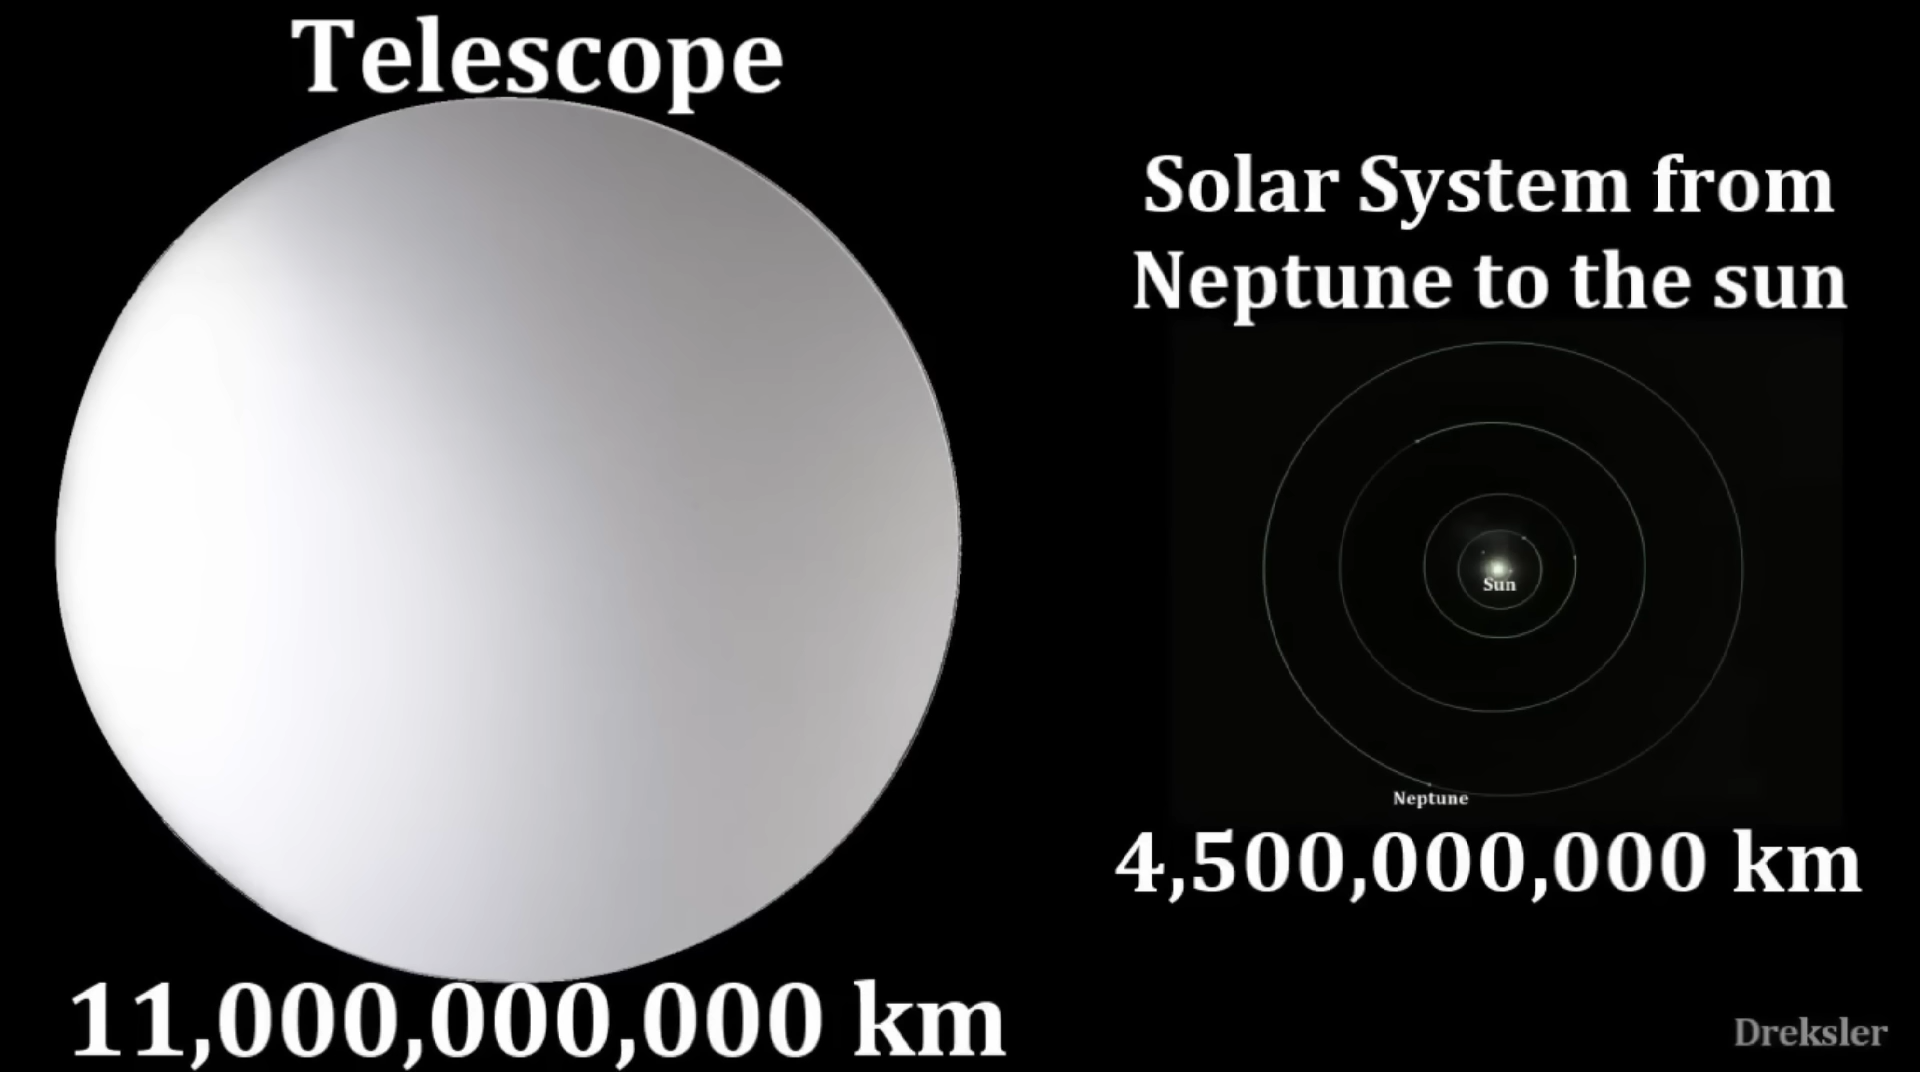 Telescope
11,000,000,000 km
Solar System from
Neptune to the sun
Sun
Neptune
4,500,000,000 km
Dreksler